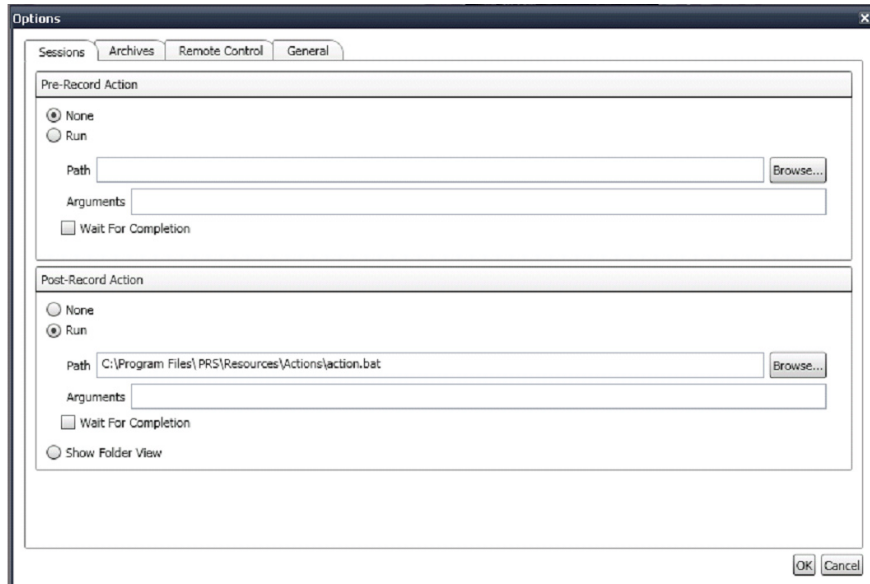 Options
Sessions Archives Remote Control General
Pre-Record Action
None
Run
Path Browse...
Arguments
Wait For Completion
Post-Record Action
None
Run
Path C:\Program Files\ PRS\Resources\Actions\action.bat Browse...
Arguments
Wait For Completion
Show Folder View
OK Cancel